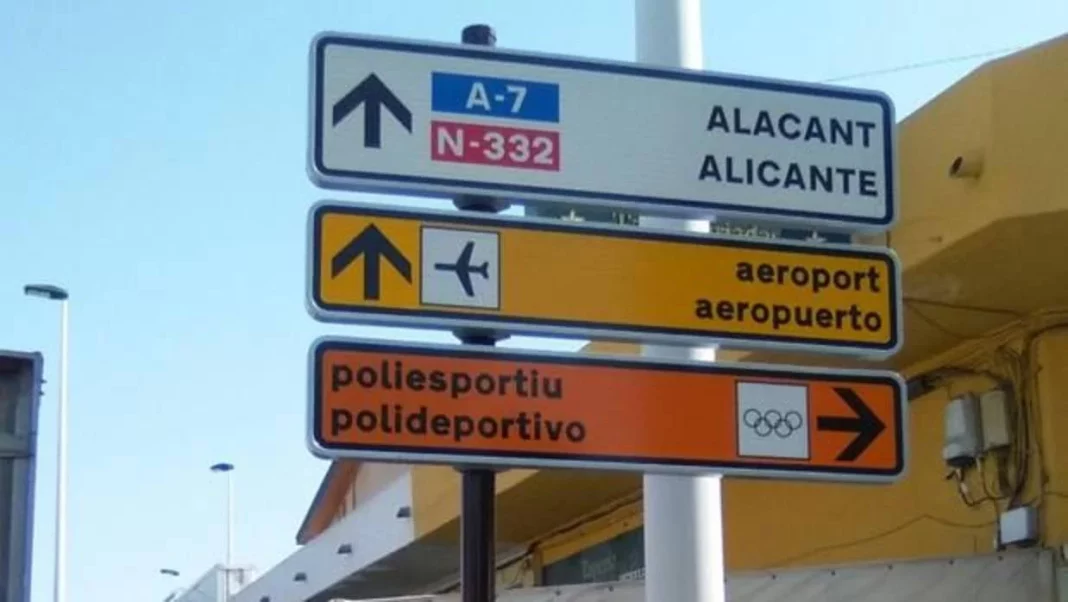 A-7
N-332
ALACANT
ALICANTE
aeroport
aeropuerto
poliesportiu
polideportivo